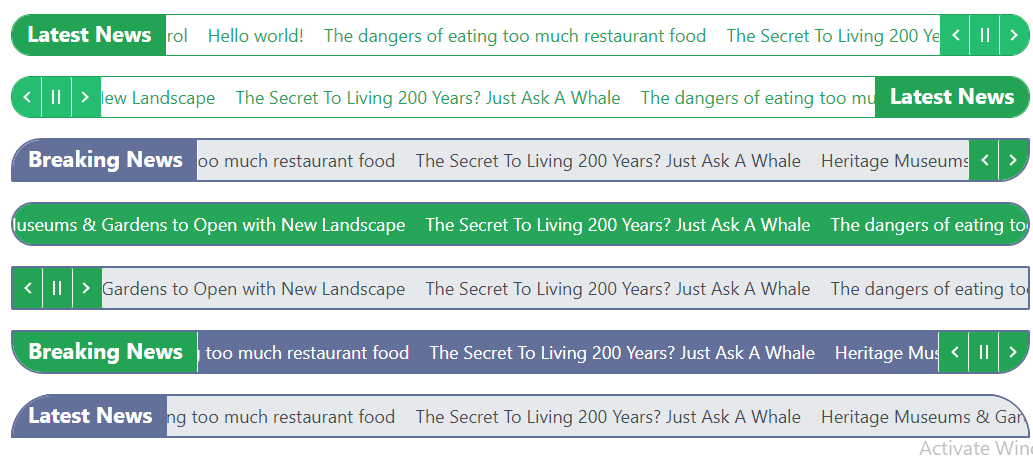 Latest News rol Hello world! The dangers of eating too much restaurant food The Secret To Living 200 Ye
ew Landscape The Secret To Living 200 Years? Just Ask A Whale The dangers of eating too mu Latest News
Breaking News oo much restaurant food The Secret To Living 200 Years? Just Ask A Whale Heritage Museums
useums & Gardens to Open with New Landscape The Secret To Living 200 Years? Just Ask A Whale The dangers of eating too
Gardens to Open with New Landscape The Secret To Living 200 Years? Just Ask A Whale The dangers of eating to
Breaking News too much restaurant food The Secret To Living 200 Years? Just Ask A Whale Heritage Mus
Latest News ng too much restaurant food The Secret To Living 200 Years? Just Ask A Whale Heritage Museums & Gar
Activate Win